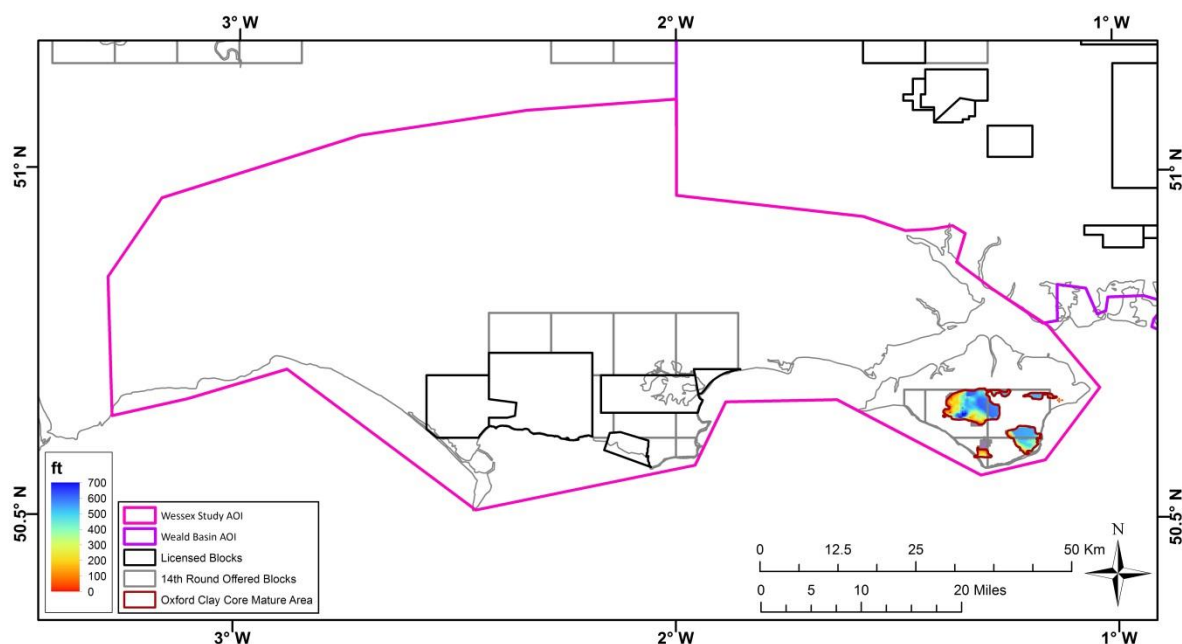 3° W 2° W 1° W
51° N 51° N
50.5° N 50.5° N
ft
700
600
500
400
300
200
100
0
Wessex Study AOI
Weald Basin AOI
Licensed Blocks
14th Round Offered Blocks
Oxford Clay Core Mature Area
N
0 12.5 25 50 Km
0 5 10 20 Miles
3° W 2° W 1° W